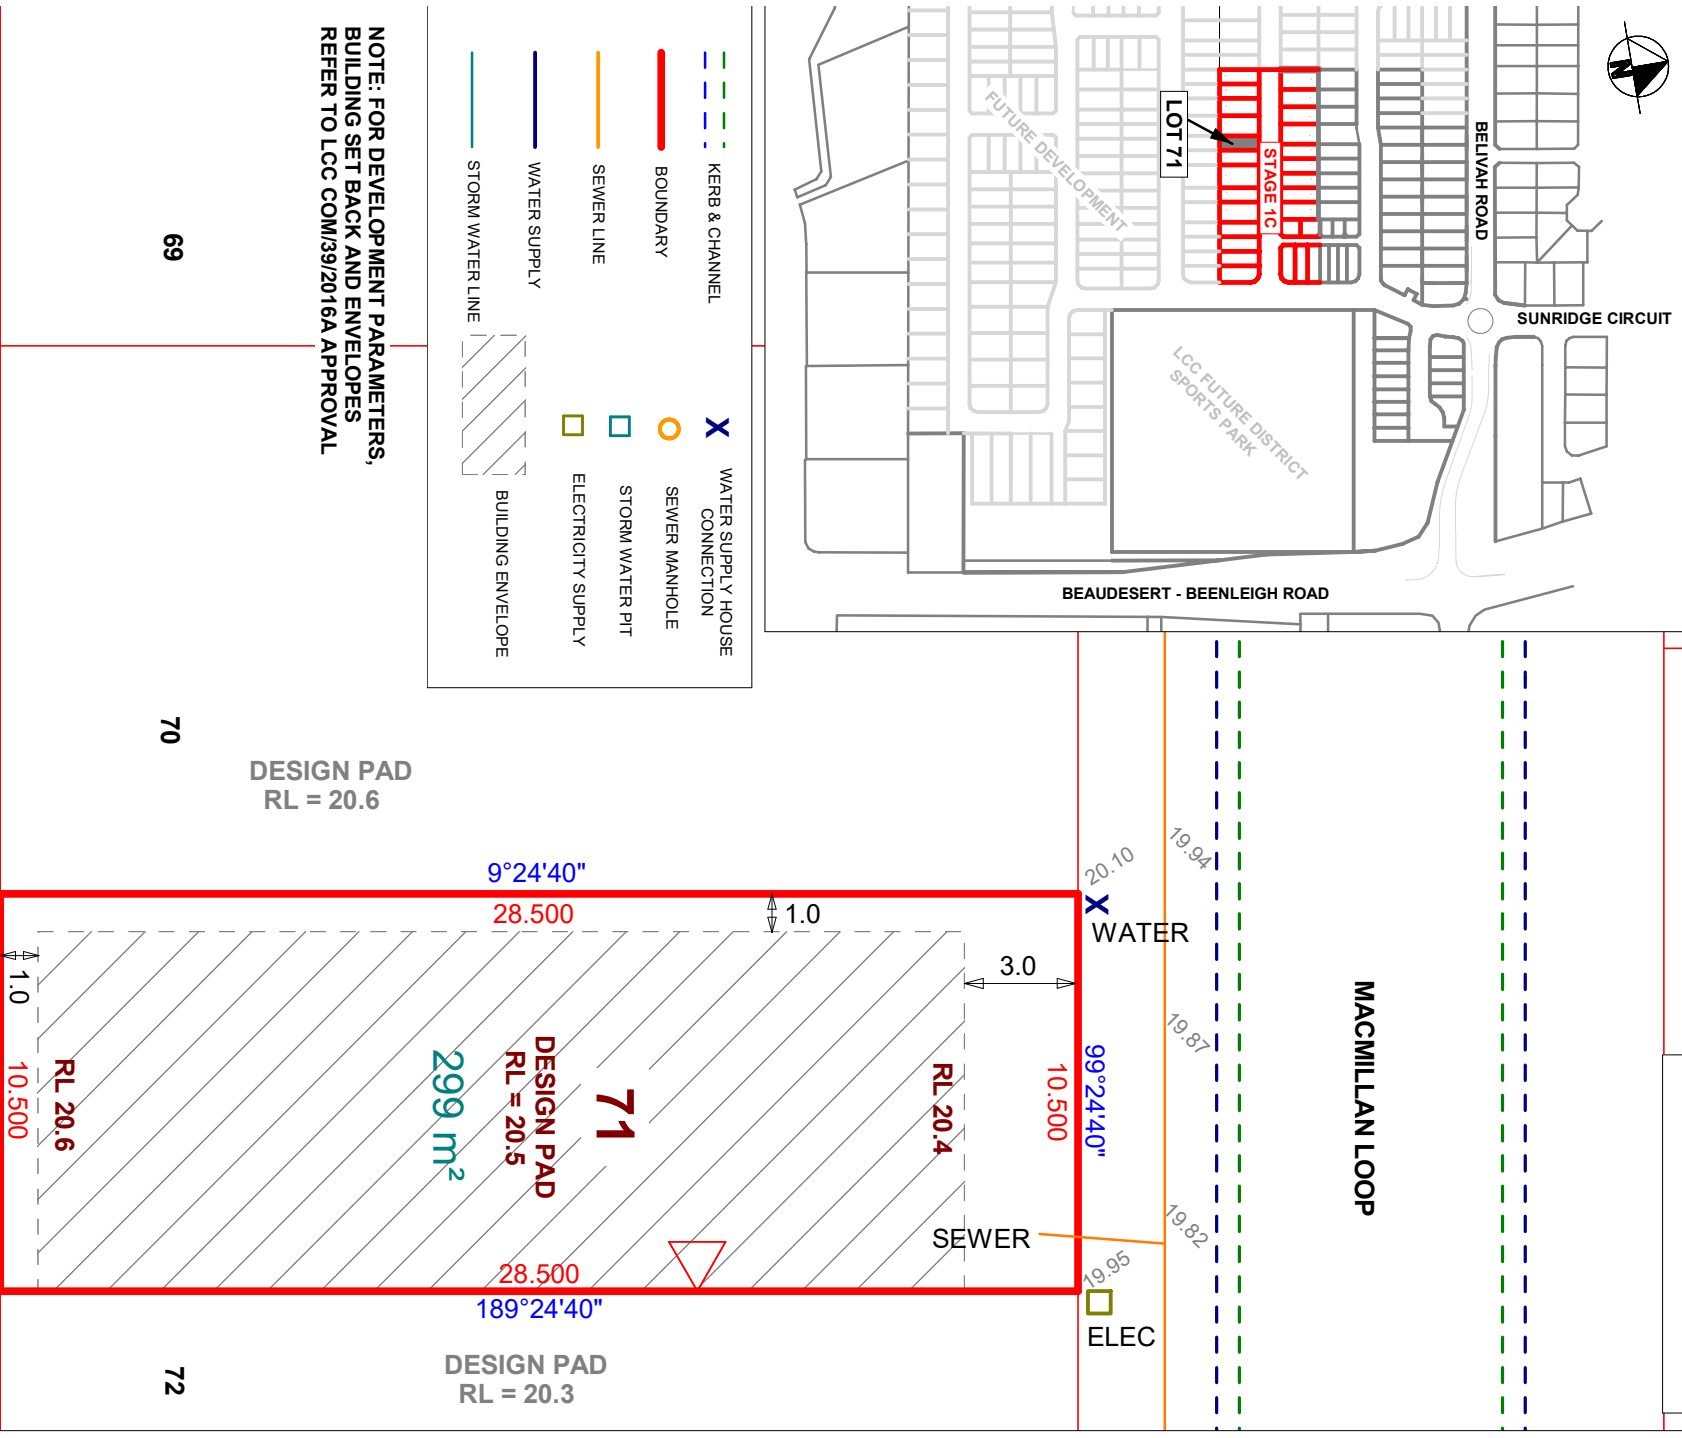 N
BELIVAH ROAD
SUNRIDGE CIRCUIT
LOT 71
STAGE 1C
FUTURE DEVELOPMENT
LCC FUTURE DISTRICT
SPORTS PARK
BEAUDESERT - BEENLEIGH ROAD
KERB & CHANNEL
BOUNDARY
SEWER LINE
WATER SUPPLY
STORM WATER LINE
X
WATER SUPPLY HOUSE
CONNECTION
SEWER MANHOLE
STORM WATER PIT
ELECTRICITY SUPPLY
BUILDING ENVELOPE
NOTE: FOR DEVELOPMENT PARAMETERS,
BUILDING SET BACK AND ENVELOPES
REFER TO LCC COM/39/2016A APPROVAL
69
70
DESIGN PAD
RL = 20.6
9°24'40"
28.500
1.0
3.0
1.0
10.500
RL 20.6
299 m²
DESIGN PAD
RL = 20.5
71
RL 20.4
10.500
99°24'40"
28.500
189°24'40"
72
DESIGN PAD
RL = 20.3
20.10
19.94
X
WATER
19.87
19.82
SEWER
19.95
ELEC
MACMILLAN LOOP